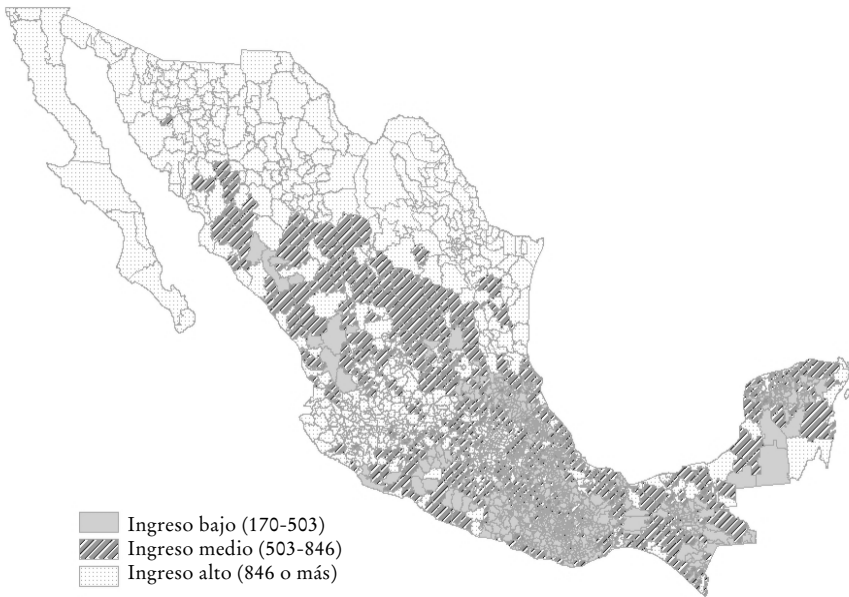 Ingreso bajo (170-503)
Ingreso medio (503-846)
Ingreso alto (846 o más)